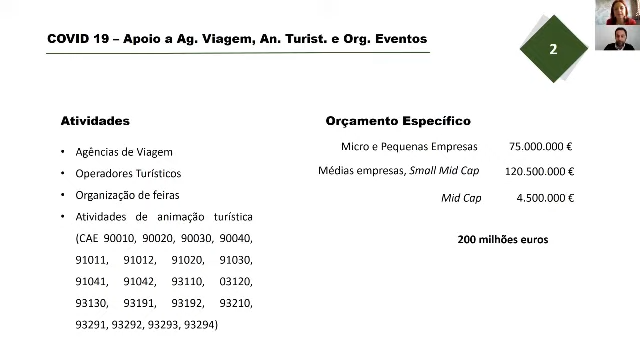 COVID 19 – Apoio a Ag. Viagem, An. Turist. e Org. Eventos
2
Atividades
• Agências de Viagem
• Operadores Turísticos
• Organização de feiras
• Atividades de animação turística
(CAE 90010, 90020, 90030, 90040,
91011, 91012, 91020, 91030,
91041, 91042, 93110, 03120,
93130, 93191, 93192, 93210,
93291, 93292, 93293, 93294)
Orçamento Específico
Micro e Pequenas Empresas 75.000.000 €
Médias empresas, Small Mid Cap 120.500.000 €
Mid Cap 4.500.000 €
200 milhões euros